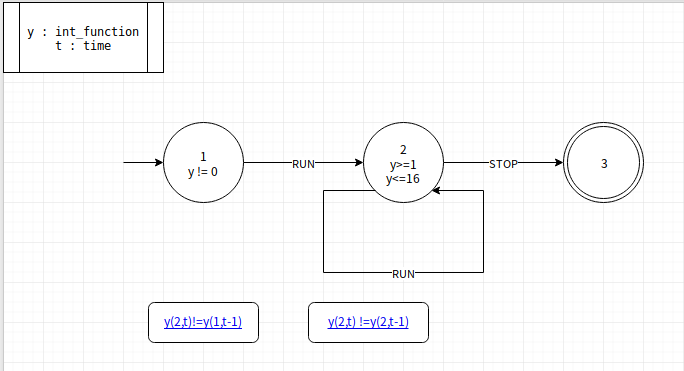 y : int_function
t : time
1
y != 0
RUN
2
y>=1
y<=16
STOP
3
RUN
y(2,t)!=y(1,t-1)
y(2,t) !=y(2,t-1)